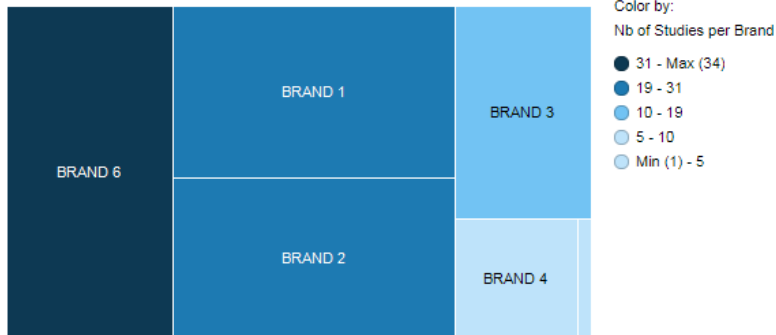 Color by:
Nb of Studies per Brand
31 - Max (34)
19 - 31
10 - 19
5 - 10
Min (1) - 5
BRAND 6
BRAND 1
BRAND 2
BRAND 3
BRAND 4